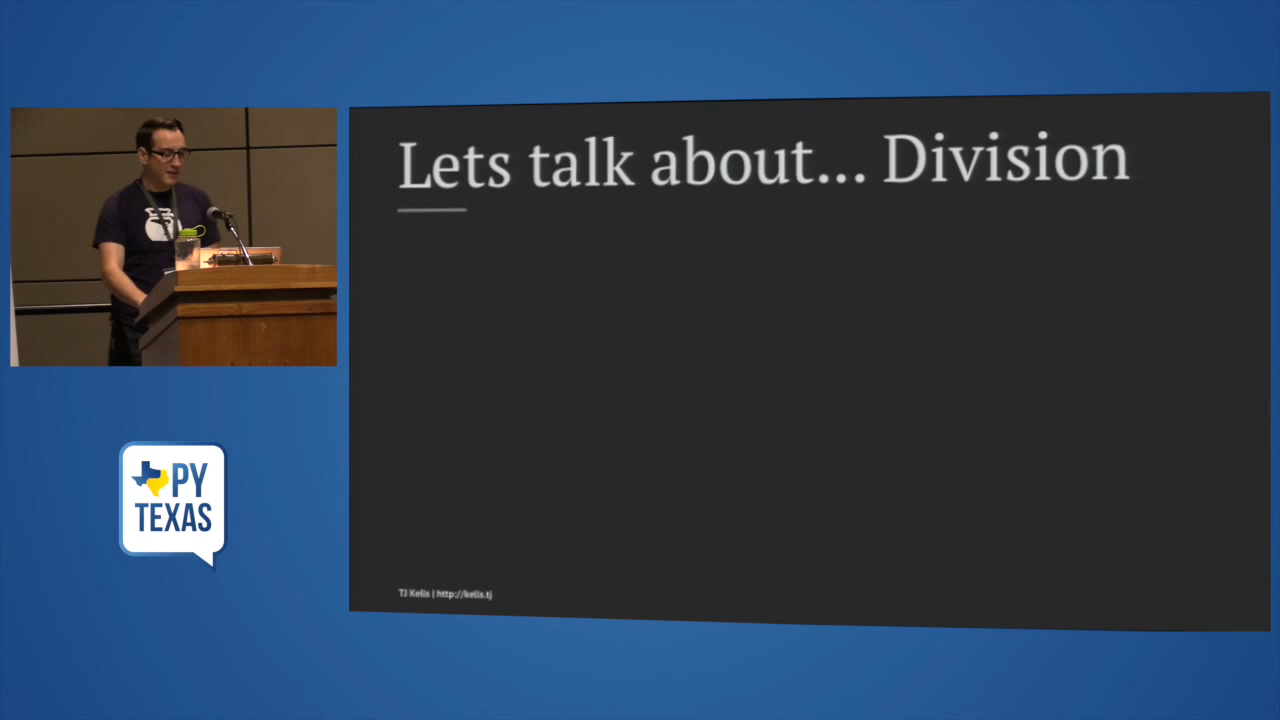 Lets talk about... Division
PY
TEXAS
TJ Kells | http://kells.tj